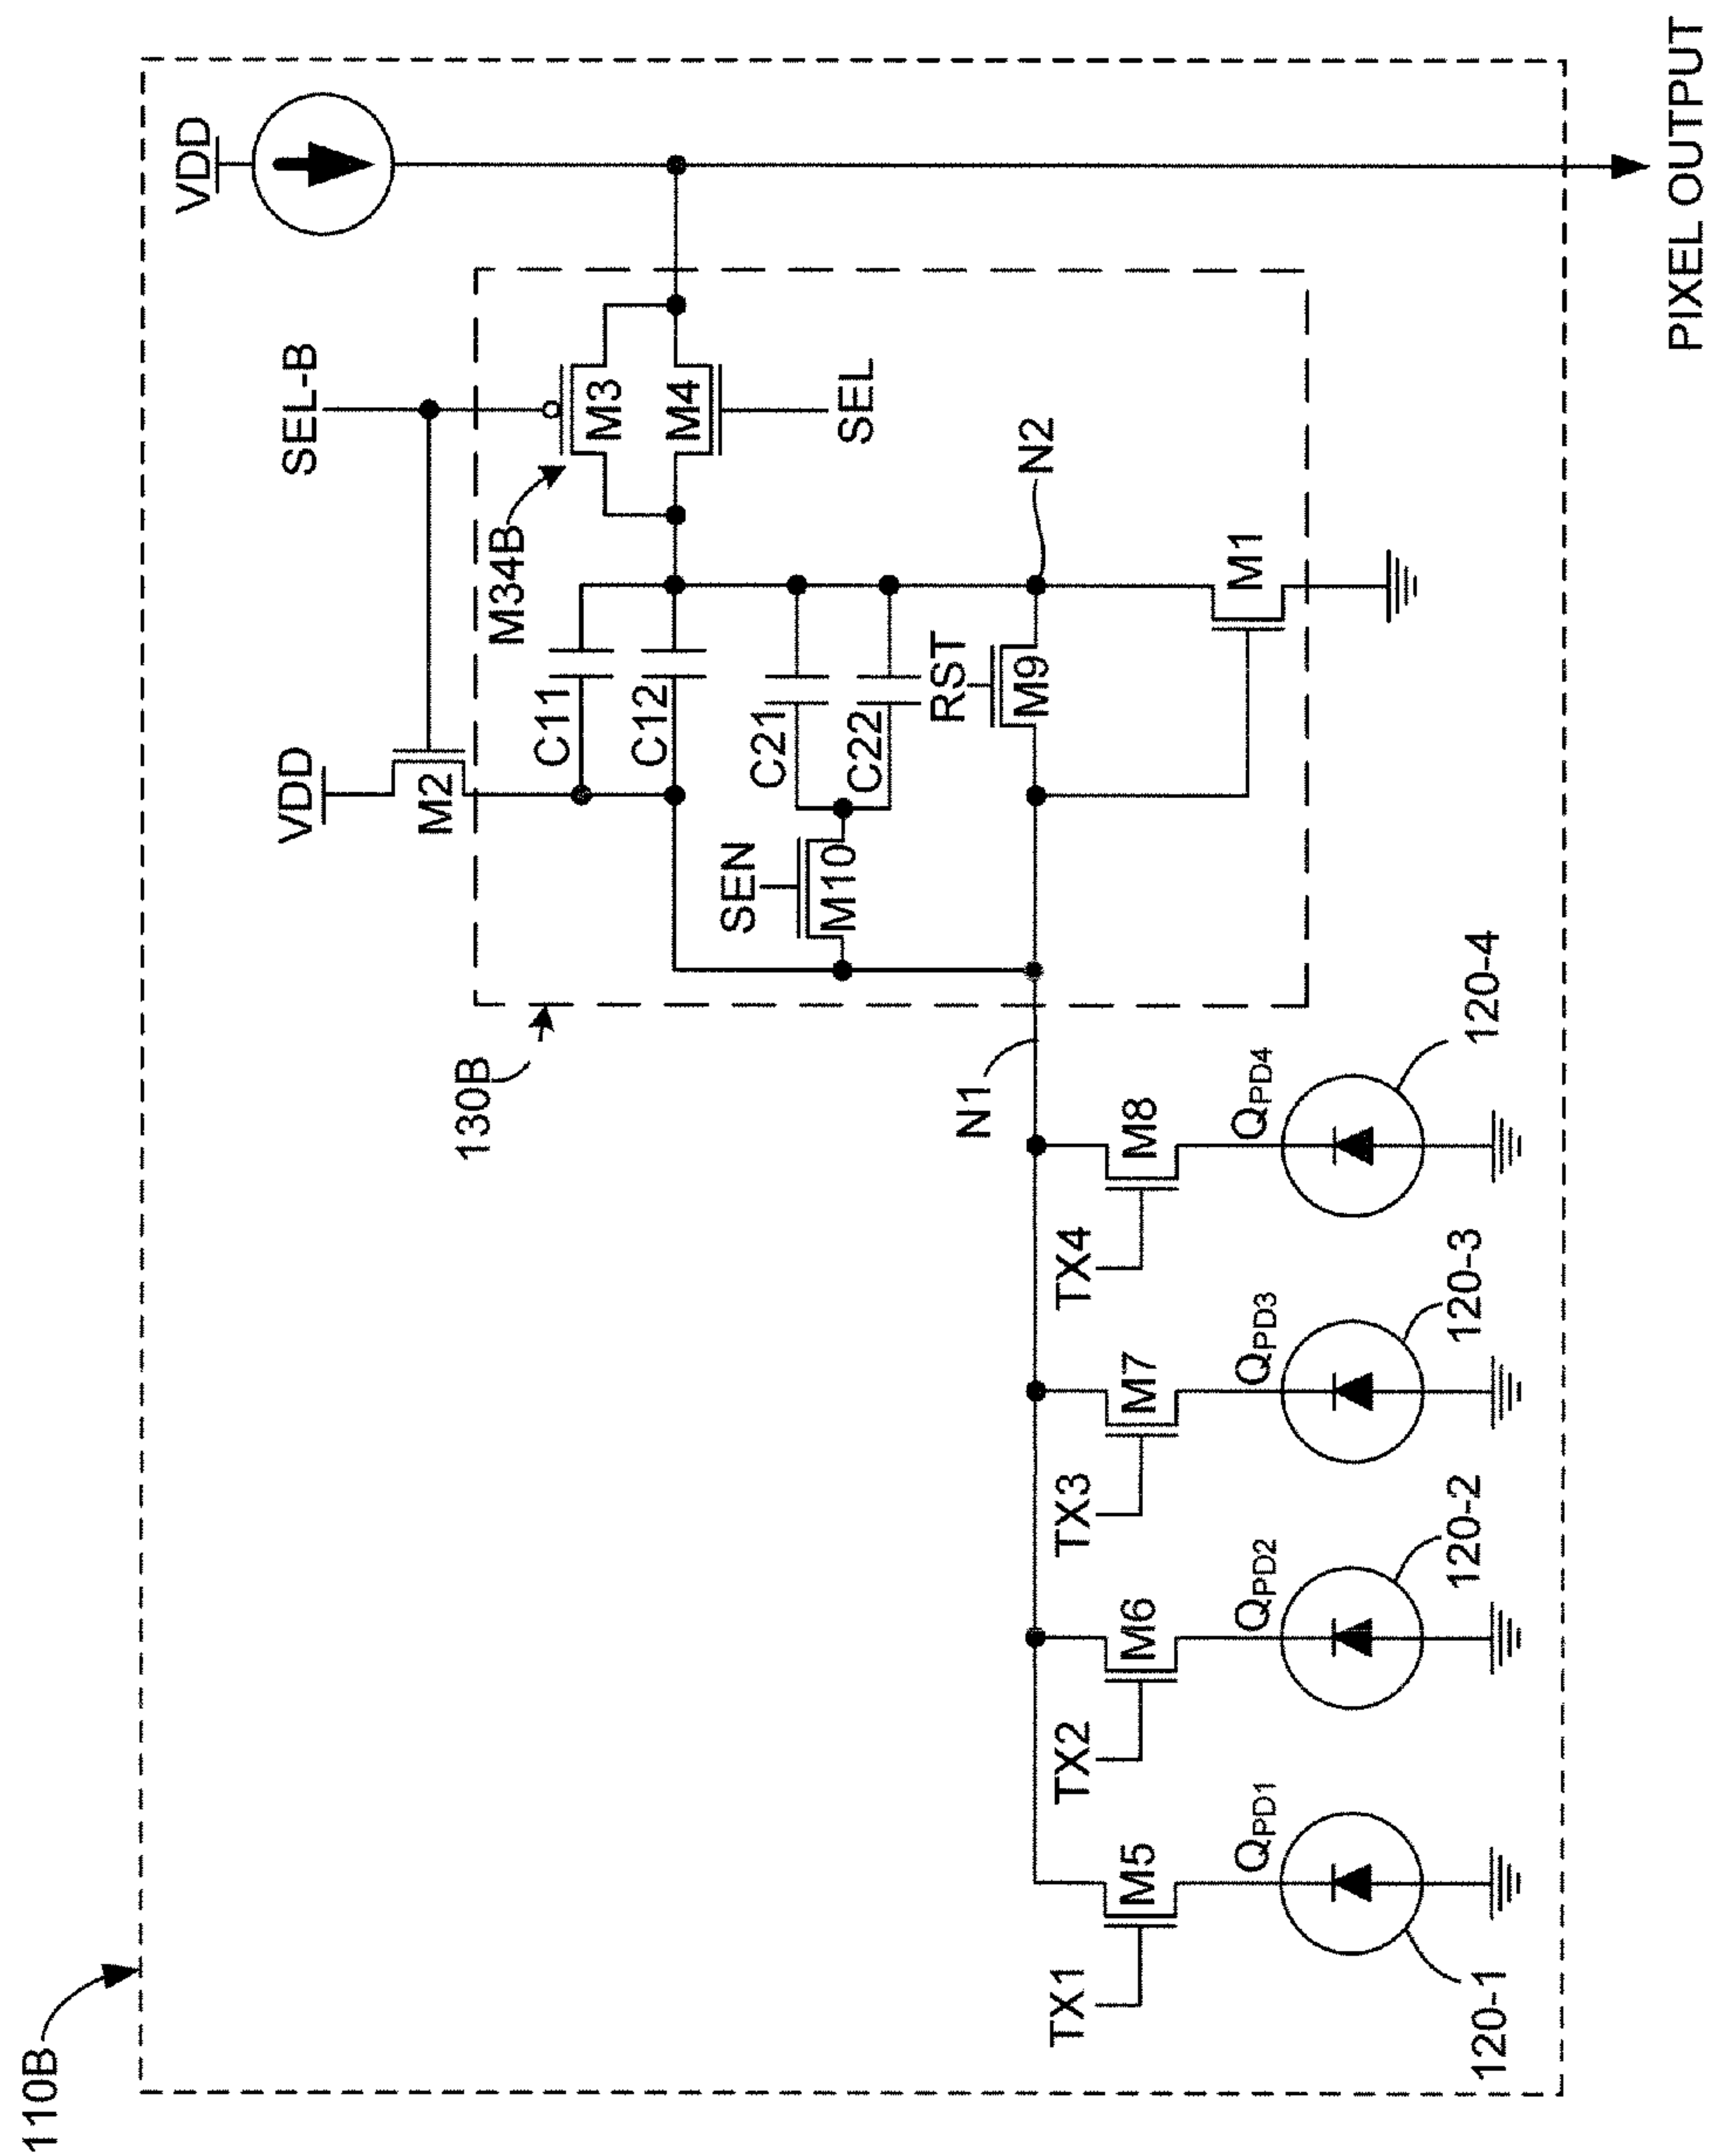 110B
VDD
SEL-B
VDD
M2
M34B
M3
M4
SEL
C11
C12
C21
C22
SEN
M10
RST
M9
N2
M1
130B
N1
TX1
M5
QPD1
120-1
TX2
M6
QPD2
120-2
TX3
M7
QPD3
120-3
TX4
M8
QPD4
120-4
PIXEL OUTPUT